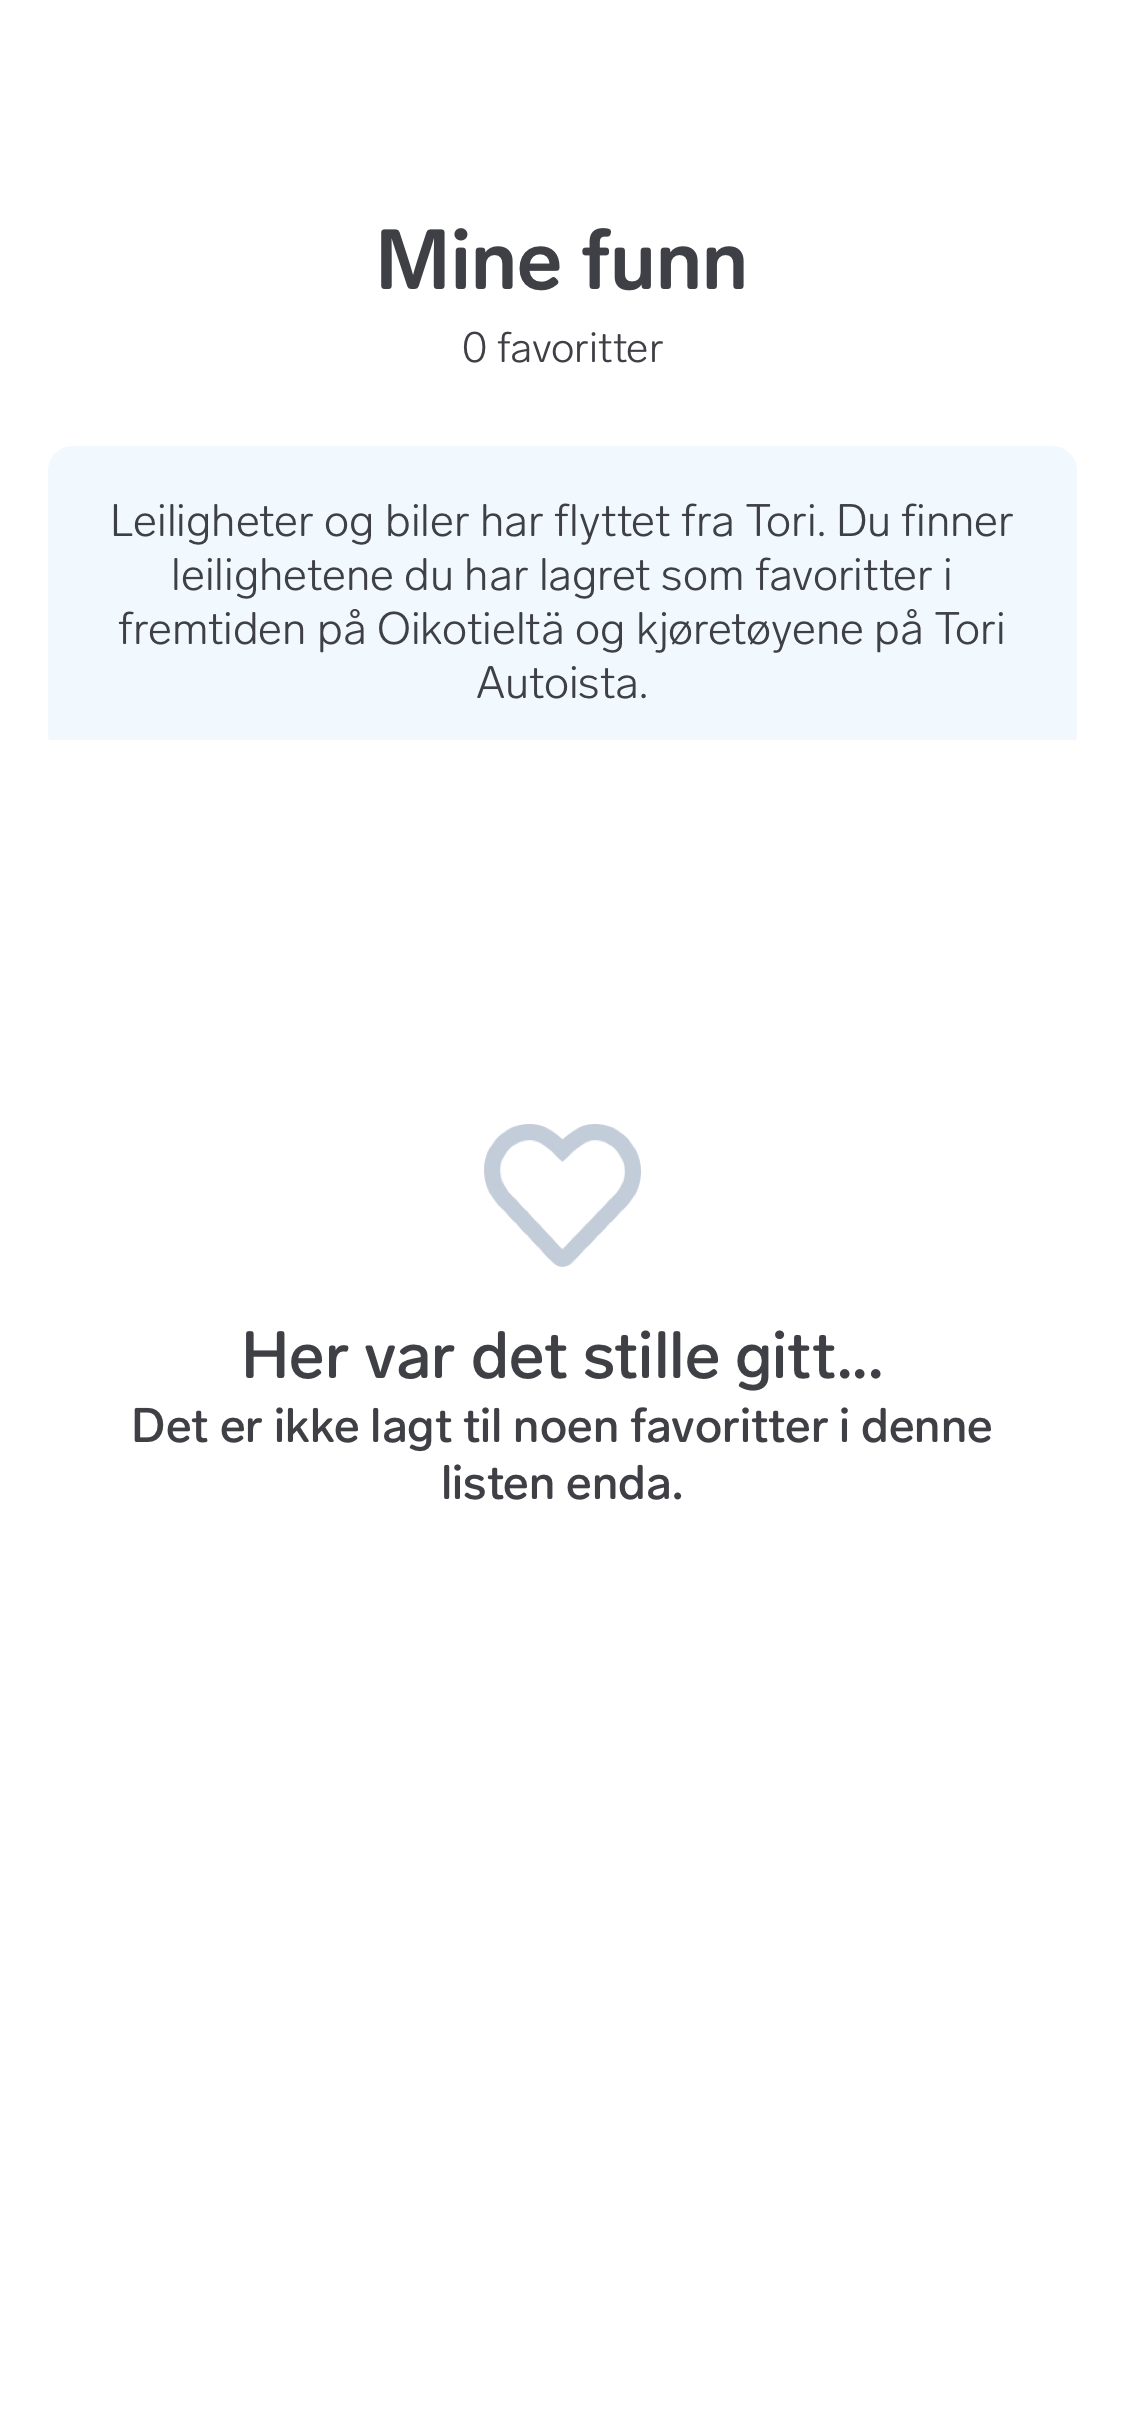 Mine funn
0 favoritter
Leiligheter og biler har flyttet fra Tori. Du finner
leilighetene du har lagret som favoritter i
fremtiden på Oikotieltä og kjøretøyene på Tori
Autoista.
Her var det stille gitt...
Det er ikke lagt til noen favoritter i denne
listen enda.